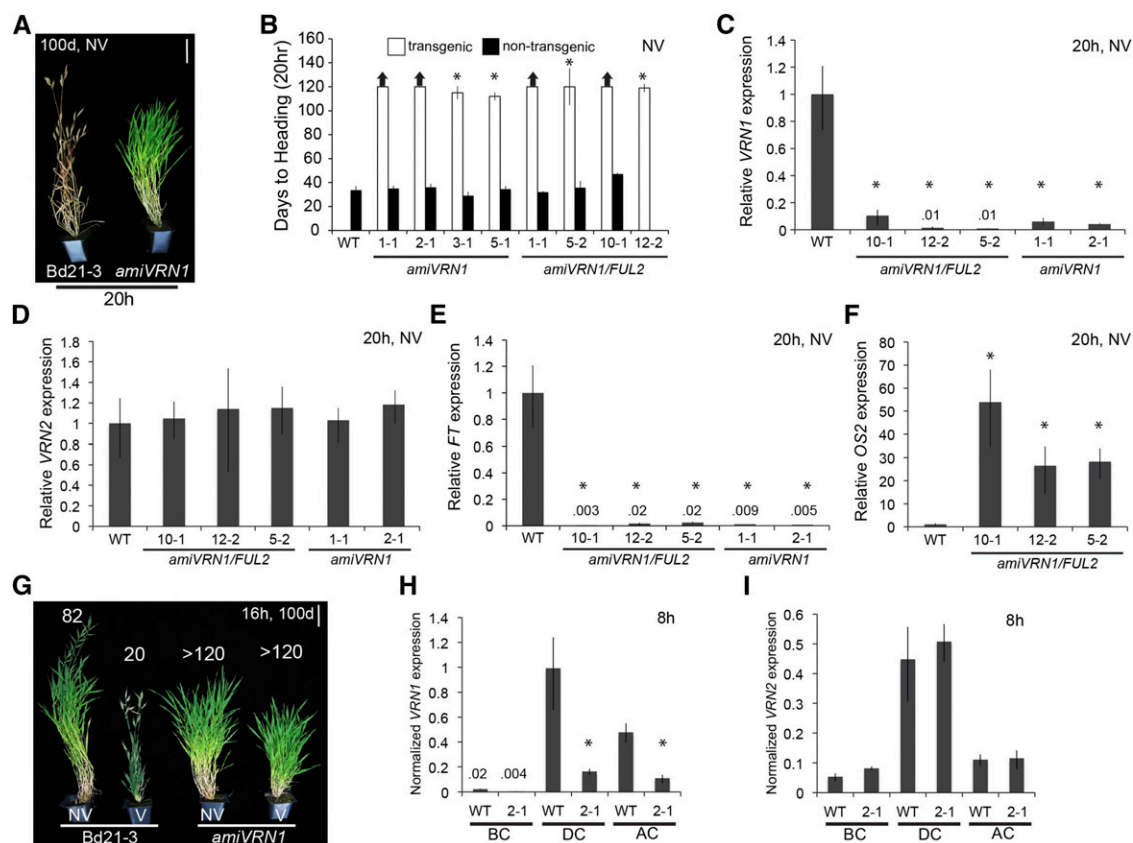 A
100d, NV
Bd21-3 amiVRN1
20h
B
transgenic non-transgenic NV
Days to Heading (20hr)
160
140
120
100
80
60
40
20
0
* * * *
WT 1-1 2-1 3-1 5-1 1-1 5-2 10-1 12-2
amiVRN1 amiVRN1/FUL2
C
20h, NV
Relative VRN1 expression
1.4
1.2
1
0.8
0.6
0.4
0.2
0
* * * * *
.01 .01
WT 10-1 12-2 5-2 1-1 2-1
amiVRN1/FUL2 amiVRN1
D
20h, NV
Relative VRN2 expression
1.8
1.6
1.4
1.2
1
0.8
0.6
0.4
0.2
0
WT 10-1 12-2 5-2 1-1 2-1
amiVRN1/FUL2 amiVRN1
E
20h, NV
Relative FT expression
1.4
1.2
1
0.8
0.6
0.4
0.2
0
* * * * *
.003 .02 .02 .009 .005
WT 10-1 12-2 5-2 1-1 2-1
amiVRN1/FUL2 amiVRN1
F
20h, NV
Relative OS2 expression
80
70
60
50
40
30
20
10
0
* * *
WT 10-1 12-2 5-2
amiVRN1/FUL2
G
16h, 100d
82 20 >120 >120
NV V NV V
Bd21-3 amiVRN1
H
8h
Normalized VRN1 expression
1.4
1.2
1
0.8
0.6
0.4
0.2
0
.02 .004 * *
WT 2-1 WT 2-1 WT 2-1
BC DC AC
I
8h
Normalized VRN2 expression
0.6
0.5
0.4
0.3
0.2
0.1
0
WT 2-1 WT 2-1 WT 2-1
BC DC AC